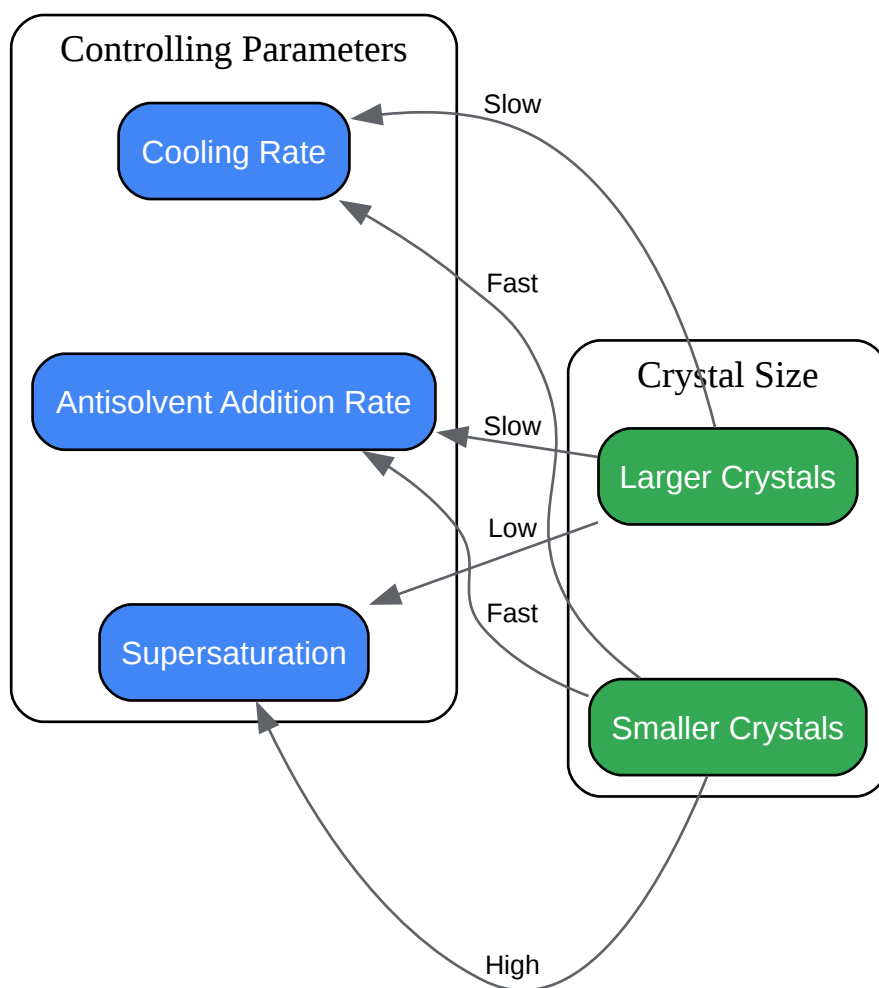 Controlling Parameters
Cooling Rate
Antisolvent Addition Rate
Supersaturation
Slow
Fast
Slow
Low
Fast
High
Crystal Size
Larger Crystals
Smaller Crystals